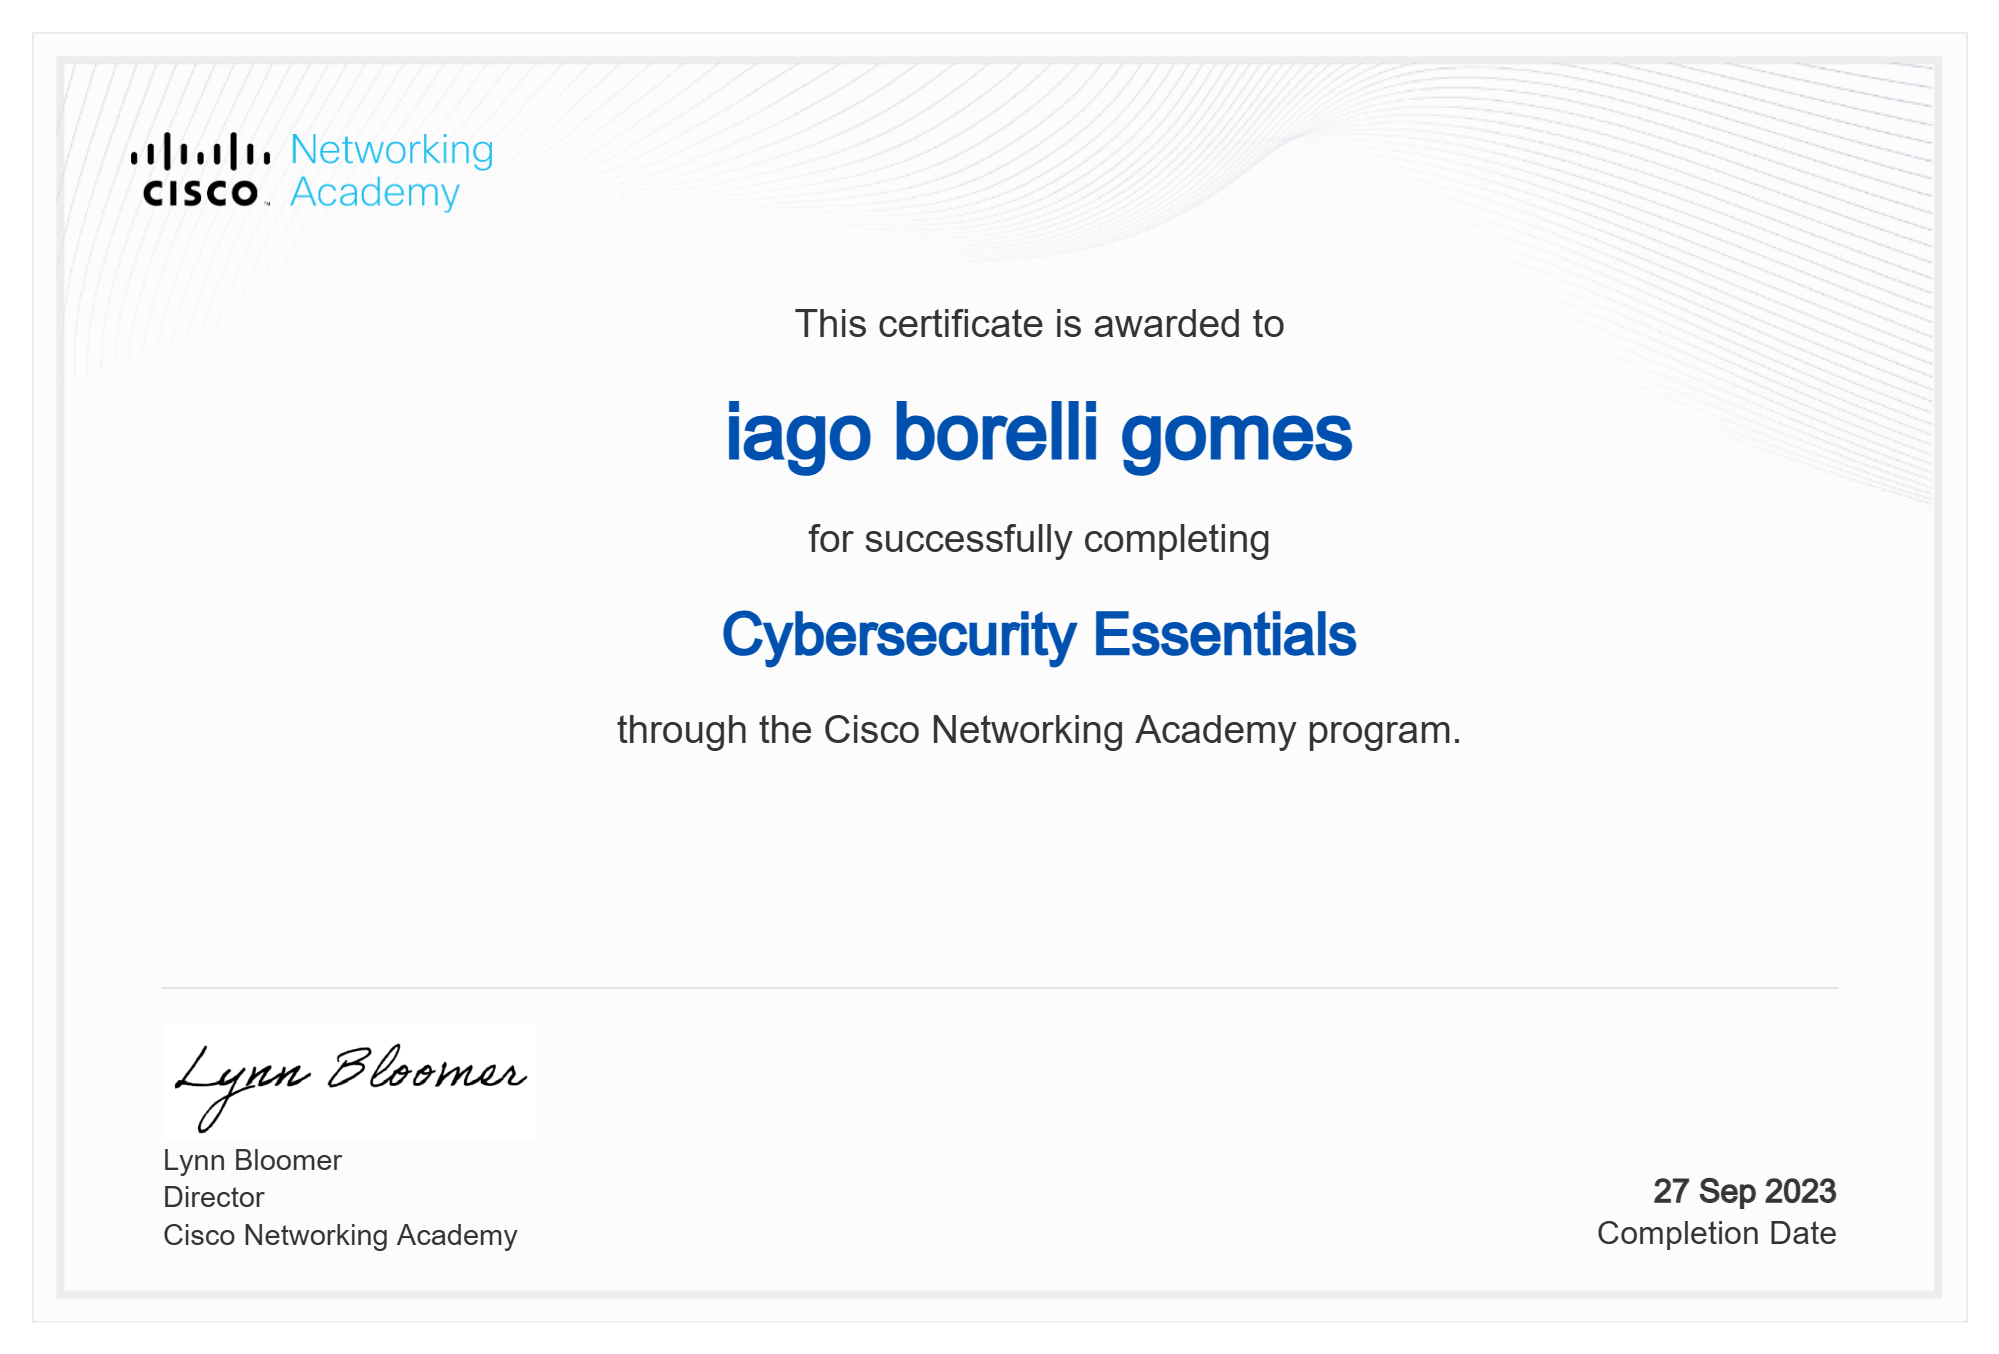 Networking
CISCO™ Academy
This certificate is awarded to
iago borelli gomes
for successfully completing
Cybersecurity Essentials
through the Cisco Networking Academy program.
Lynn Bloomer
Lynn Bloomer
Director
Cisco Networking Academy
27 Sep 2023
Completion Date